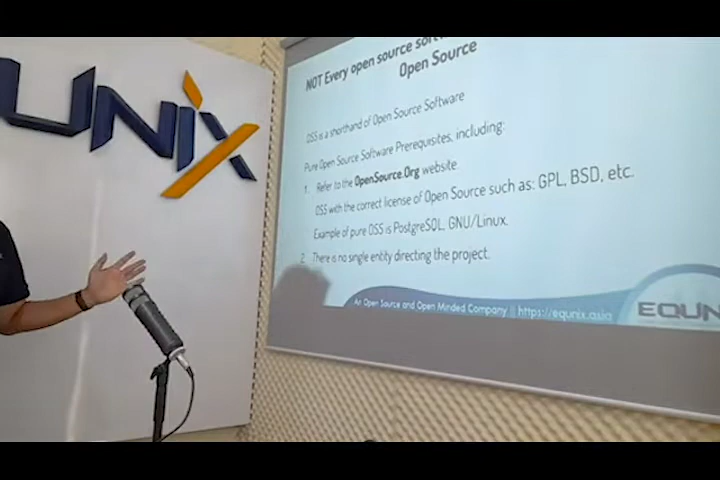 UNIX
NOT Every open source
Open Source
OSS is a shorthand of Open Source Software
Pure Open Source Software Prerequisites, including:
1. Refer to the OpenSource.Org website.
OSS with the correct license of Open Source such as: GPL, BSD, etc.
Example of pure OSS is PostgreSQL, GNU/Linux.
2. There is no single entity directing the project.
An Open Source and Open Minded Company || https://equnix.asia
EQUN